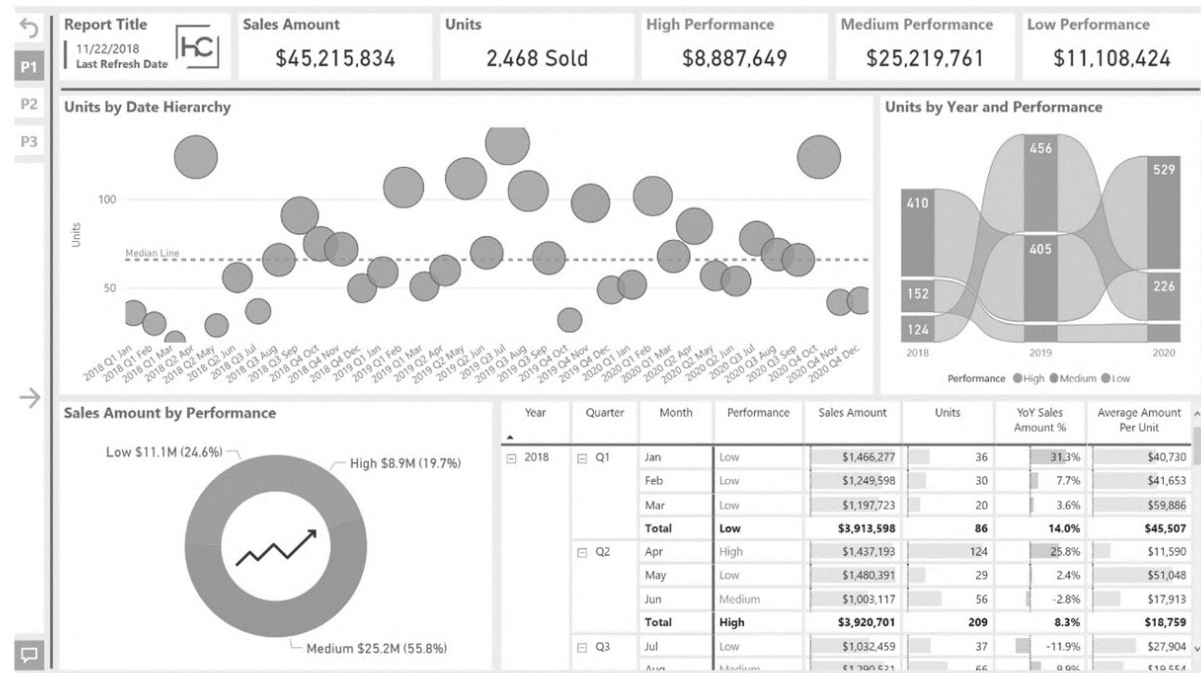 Report Title
11/22/2018
Last Refresh Date
hC
Sales Amount
$45,215,834
Units
2,468 Sold
High Performance
$8,887,649
Medium Performance
$25,219,761
Low Performance
$11,108,424
P1
P2
P3
Units by Date Hierarchy
Units
100
50
Median Line
2018 Q1 Jan
2018 Q1 Feb
2018 Q1 Mar
2018 Q2 Apr
2018 Q2 May
2018 Q2 Jun
2018 Q3 Jul
2018 Q3 Aug
2018 Q3 Sep
2018 Q4 Oct
2018 Q4 Nov
2018 Q4 Dec
2019 Q1 Jan
2019 Q1 Feb
2019 Q1 Mar
2019 Q2 Apr
2019 Q2 May
2019 Q2 Jun
2019 Q3 Jul
2019 Q3 Aug
2019 Q3 Sep
2019 Q4 Oct
2019 Q4 Nov
2019 Q4 Dec
2020 Q1 Jan
2020 Q1 Feb
2020 Q1 Mar
2020 Q2 Apr
2020 Q2 May
2020 Q2 Jun
2020 Q3 Jul
2020 Q3 Aug
2020 Q3 Sep
2020 Q4 Oct
2020 Q4 Nov
2020 Q4 Dec
Units by Year and Performance
410
152
124
456
405
529
226
2018 2019 2020
Performance High Medium Low
Sales Amount by Performance
Low $11.1M (24.6%)
High $8.9M (19.7%)
Medium $25.2M (55.8%)
Year Quarter Month Performance Sales Amount Units YoY Sales Amount % Average Amount Per Unit
2018 Q1 Jan Low $1,466,277 36 31.3% $40,730
Feb Low $1,249,598 30 7.7% $41,653
Mar Low $1,197,723 20 3.6% $59,886
Total Low $3,913,598 86 14.0% $45,507
Q2 Apr High $1,437,193 124 25.8% $11,590
May Low $1,480,391 29 2.4% $51,048
Jun Medium $1,003,117 56 -2.8% $17,913
Total High $3,920,701 209 8.3% $18,759
Q3 Jul Low $1,032,459 37 -11.9% $27,904
Aug Medium $1,290,531 66 9.9% $19,554